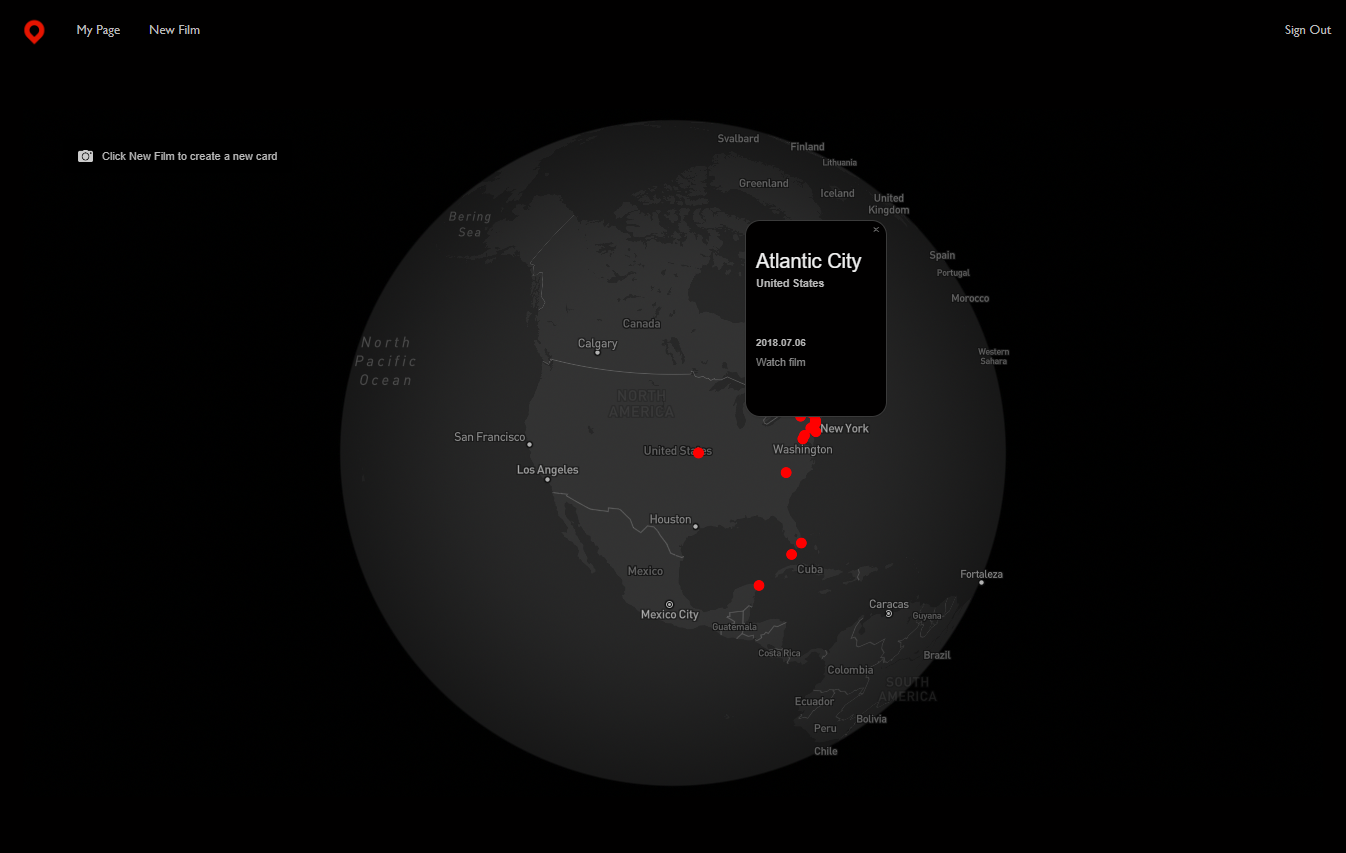 My Page
New Film
Sign Out
Click New Film to create a new card
Svalbard
Finland
Lithuania
Greenland
Iceland
United
Kingdom
Bering
Sea
Spain
Portugal
Morocco
Western
Sahara
×
Atlantic City
United States
2018.07.06
Watch film
Canada
Calgary
North
Pacific
Ocean
NORTH
AMERICA
New York
San Francisco
United States
Washington
Los Angeles
Houston
Mexico
Cuba
Fortaleza
Mexico City
Caracas
Guyana
Guatemala
Costa Rica
Brazil
Colombia
SOUTH
AMERICA
Ecuador
Bolivia
Peru
Chile